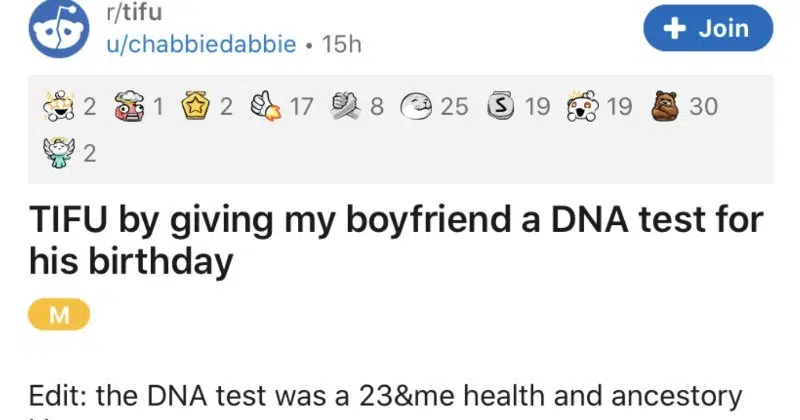 r/tifu
u/chabbiedabbie • 15h
+ Join
2 1 2 17 8 25 S 19 19 30
2
TIFU by giving my boyfriend a DNA test for
his birthday
M
Edit: the DNA test was a 23&me health and ancestory